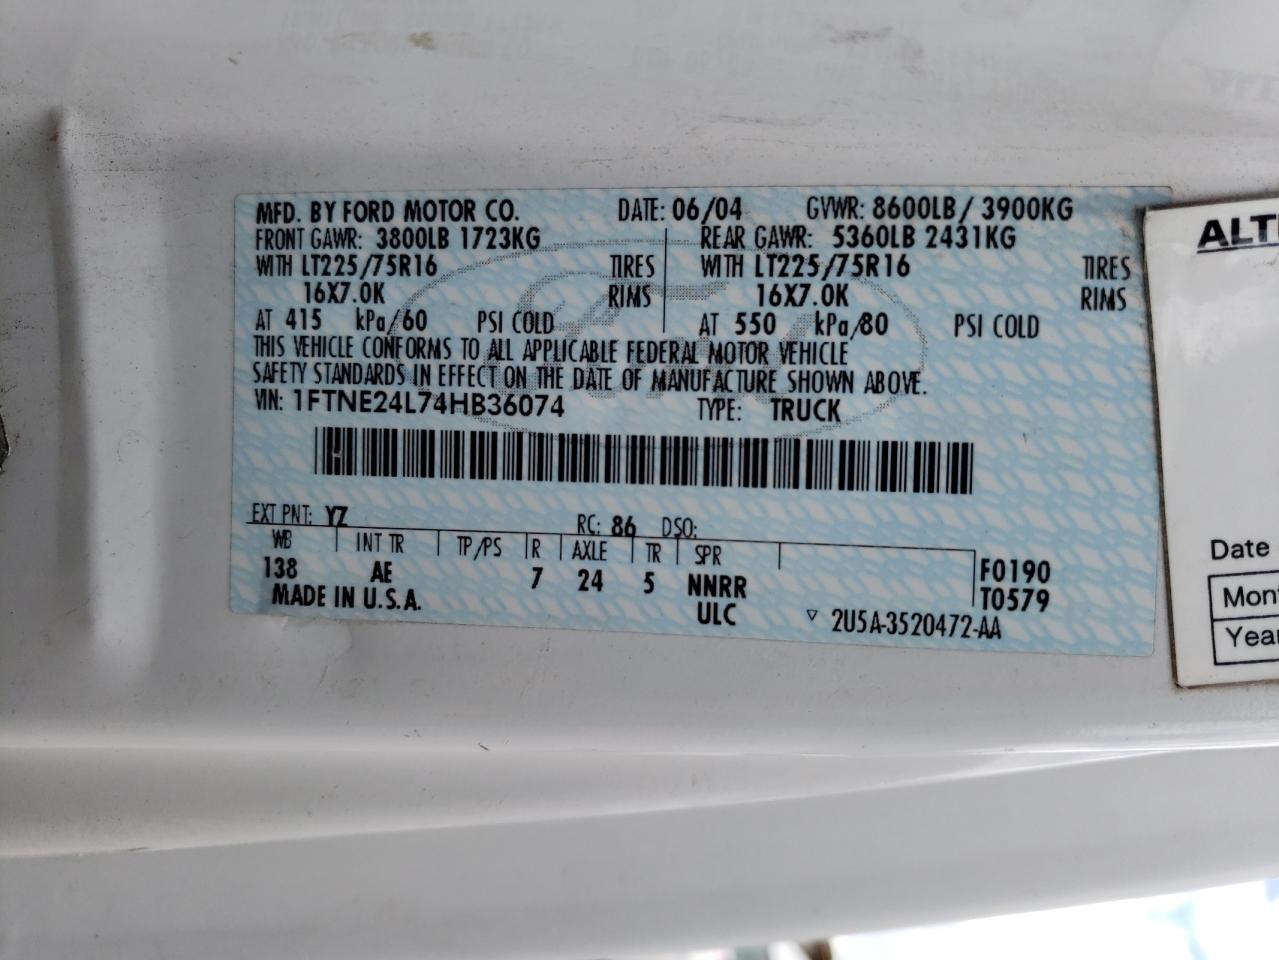 MFD. BY FORD MOTOR CO. DATE: 06/04 GVWR: 8600LB/ 3900KG
FRONT GAWR: 3800LB 1723KG REAR GAWR: 5360LB 2431KG
WITH LT225/75R16 TIRES WITH LT225/75R16 TIRES
16X7.0K RIMS 16X7.0K RIMS
AT 415 kPa/60 PSI COLD AT 550 kPa/80 PSI COLD
THIS VEHICLE CONFORMS TO ALL APPLICABLE FEDERAL MOTOR VEHICLE
SAFETY STANDARDS IN EFFECT ON THE DATE OF MANUFACTURE SHOWN ABOVE.
VIN: 1FTNE24L74HB36074 TYPE: TRUCK
EXT PNT: YZ RC: 86 DSO:
WB INT TR TP/PS R AXLE TR SPR
138 AE 7 24 5 NNRR F0190
MADE IN U.S.A. ULC ▽ 2U5A-3520472-AA T0579
ALT
Date
Mon
Yea